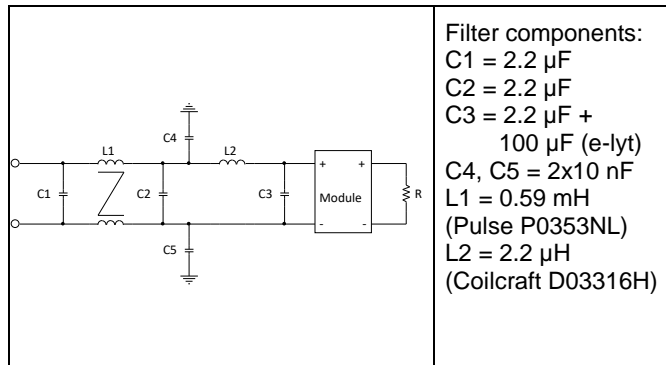 C4
L1
L2
C1
C2
C3
+
+
Module
R
-
-
C5
Filter components:
C1 = 2.2 µF
C2 = 2.2 µF
C3 = 2.2 µF +
100 µF (e-lyt)
C4, C5 = 2x10 nF
L1 = 0.59 mH
(Pulse P0353NL)
L2 = 2.2 µH
(Coilcraft D03316H)